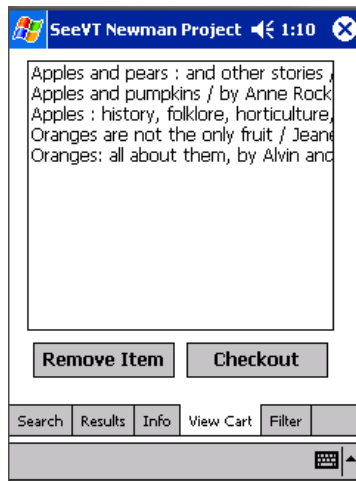 SeeVT Newman Project 1:10
Apples and pears : and other stories /
Apples and pumpkins / by Anne Rock
Apples : history, folklore, horticulture,
Oranges are not the only fruit / Jeane
Oranges: all about them, by Alvin and
Remove Item Checkout
Search Results Info View Cart Filter